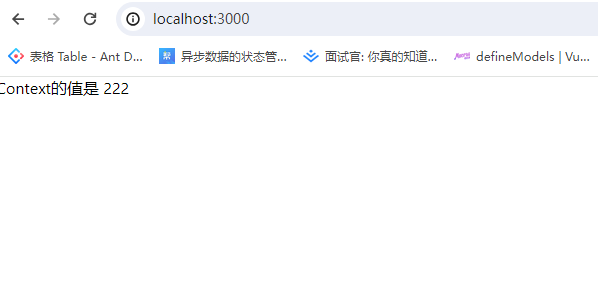 localhost:3000
表格 Table - Ant D... 异步数据的状态管... 面试官: 你真的知道... defineModels | Vu...
Context的值是 222